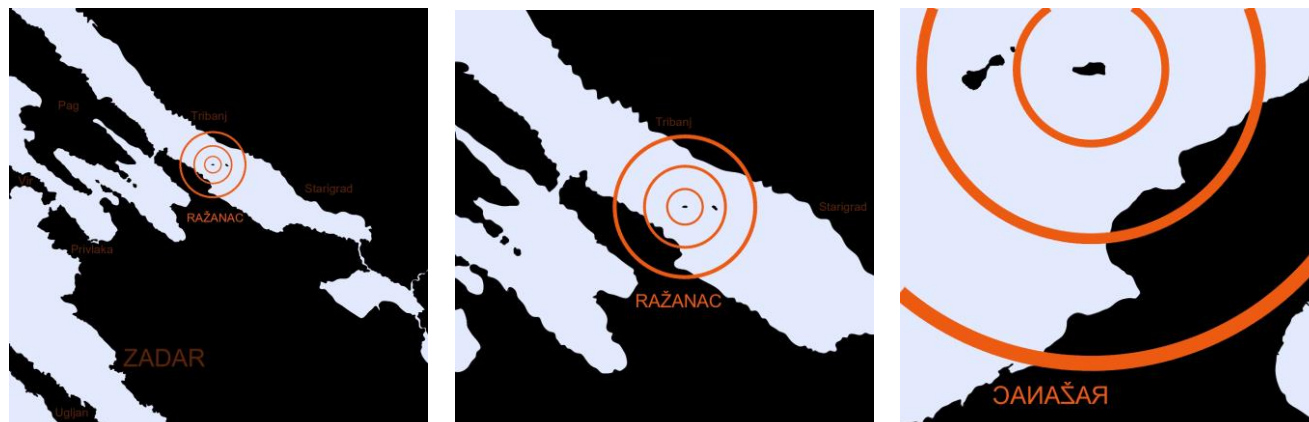 Pag
Tribanj
Starigrad
RAŽANAC
Privlaka
ZADAR
Ugljan
Tribanj
Starigrad
RAŽANAC
RAŽANAC